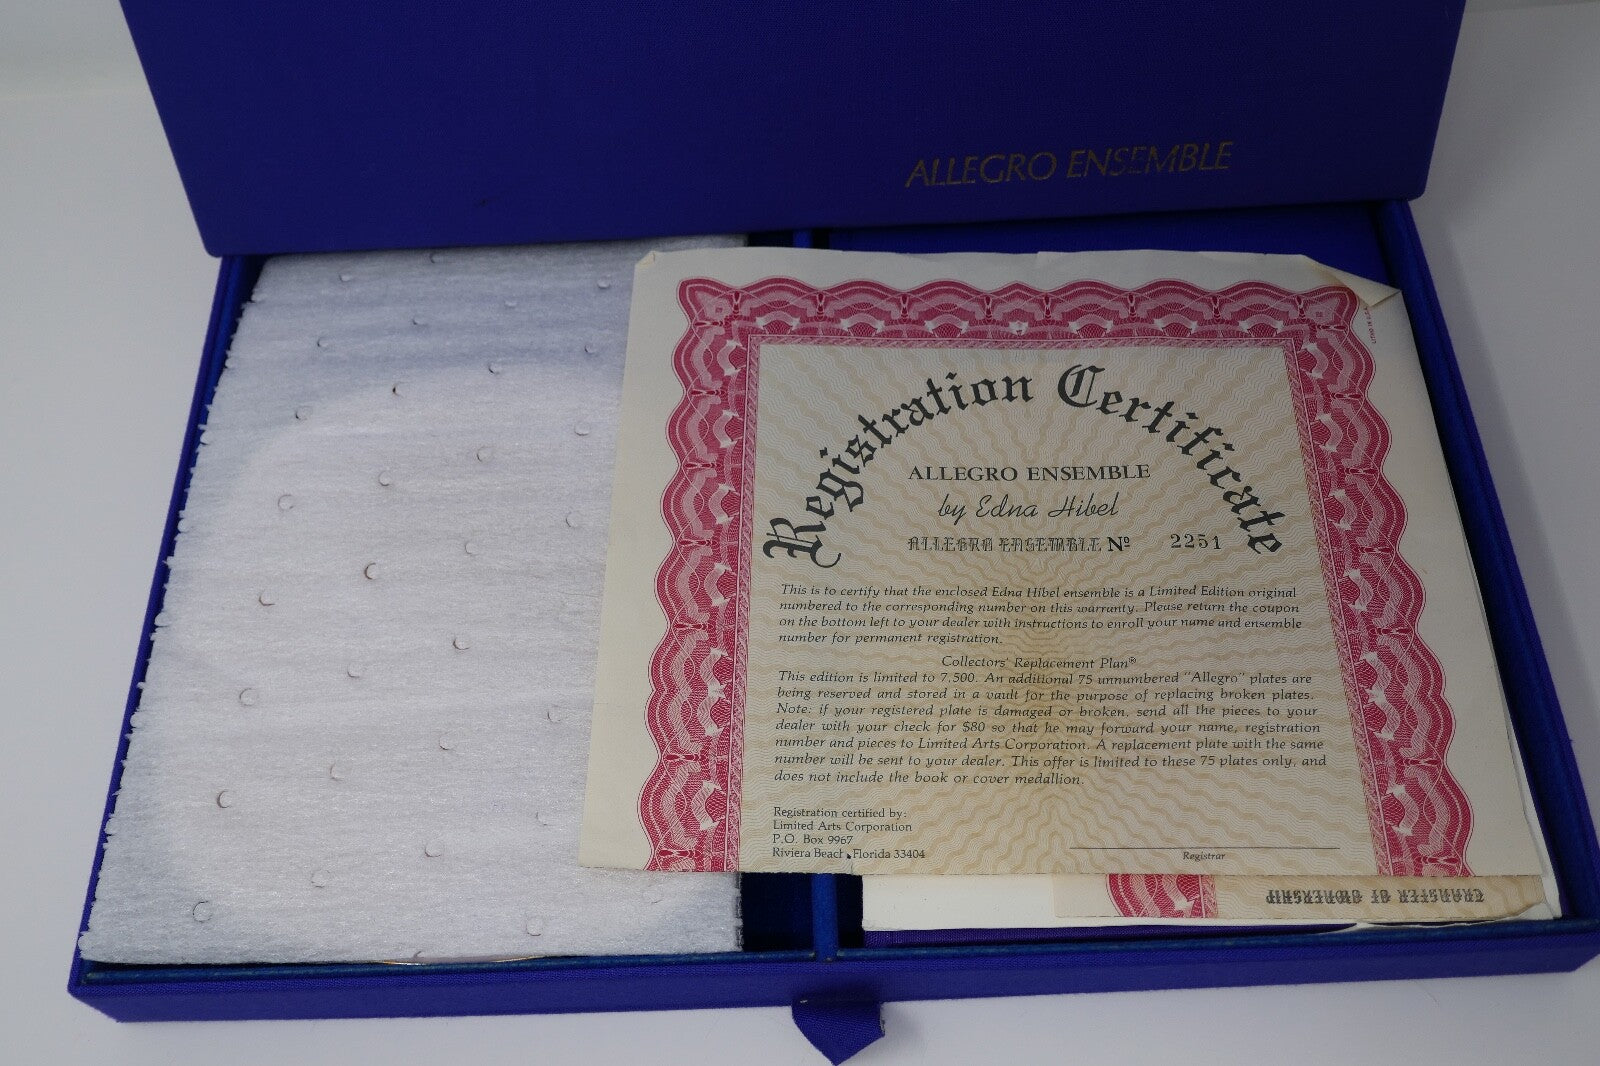 ALLEGRO ENSEMBLE
Registration Certificate
ALLEGRO ENSEMBLE
by Edna Hibel
ALLEGRO ENSEMBLE Nº 2251
This is to certify that the enclosed Edna Hibel ensemble is a Limited Edition original
numbered to the corresponding number on this warranty. Please return the coupon
on the bottom left to your dealer with instructions to enroll your name and ensemble
number for permanent registration.
Collectors' Replacement Plan®
This edition is limited to 7,500. An additional 75 unnumbered "Allegro" plates are
being reserved and stored in a vault for the purpose of replacing broken plates.
Note: if your registered plate is damaged or broken, send all the pieces to your
dealer with your check for $80 so that he may forward your name, registration
number and pieces to Limited Arts Corporation. A replacement plate with the same
number will be sent to your dealer. This offer is limited to these 75 plates only, and
does not include the book or cover medallion.
Registration certified by:
Limited Arts Corporation
P.O. Box 9967
Riviera Beach, Florida 33404
Registrar
TRANSFER OF OWNERSHIP